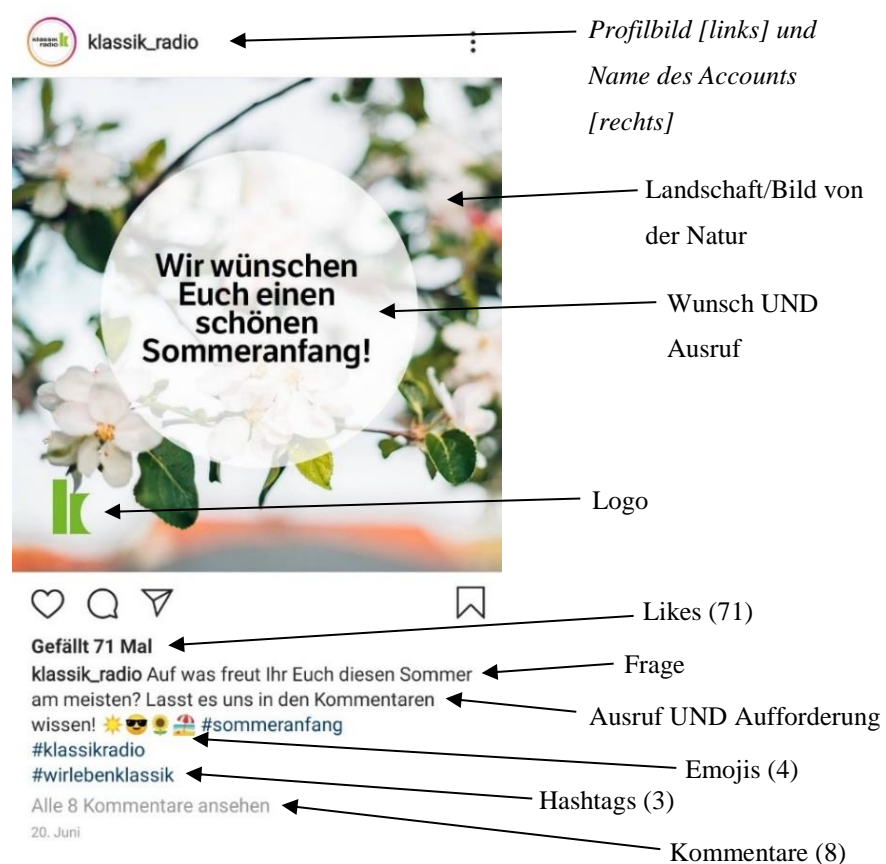 klassik radio
klassik_radio
Profilbild [links] und
Name des Accounts
[rechts]
Landschaft/Bild von
der Natur
Wir wünschen
Euch einen
schönen
Sommeranfang!
Wunsch UND
Ausruf
Logo
Likes (71)
Gefällt 71 Mal
klassik_radio Auf was freut Ihr Euch diesen Sommer
Frage
am meisten? Lasst es uns in den Kommentaren
Ausruf UND Aufforderung
wissen! ☀️😎🌻🏖️ #sommeranfang
#klassikradio
Emojis (4)
#wirlebenklassik
Hashtags (3)
Alle 8 Kommentare ansehen
20. Juni
Kommentare (8)